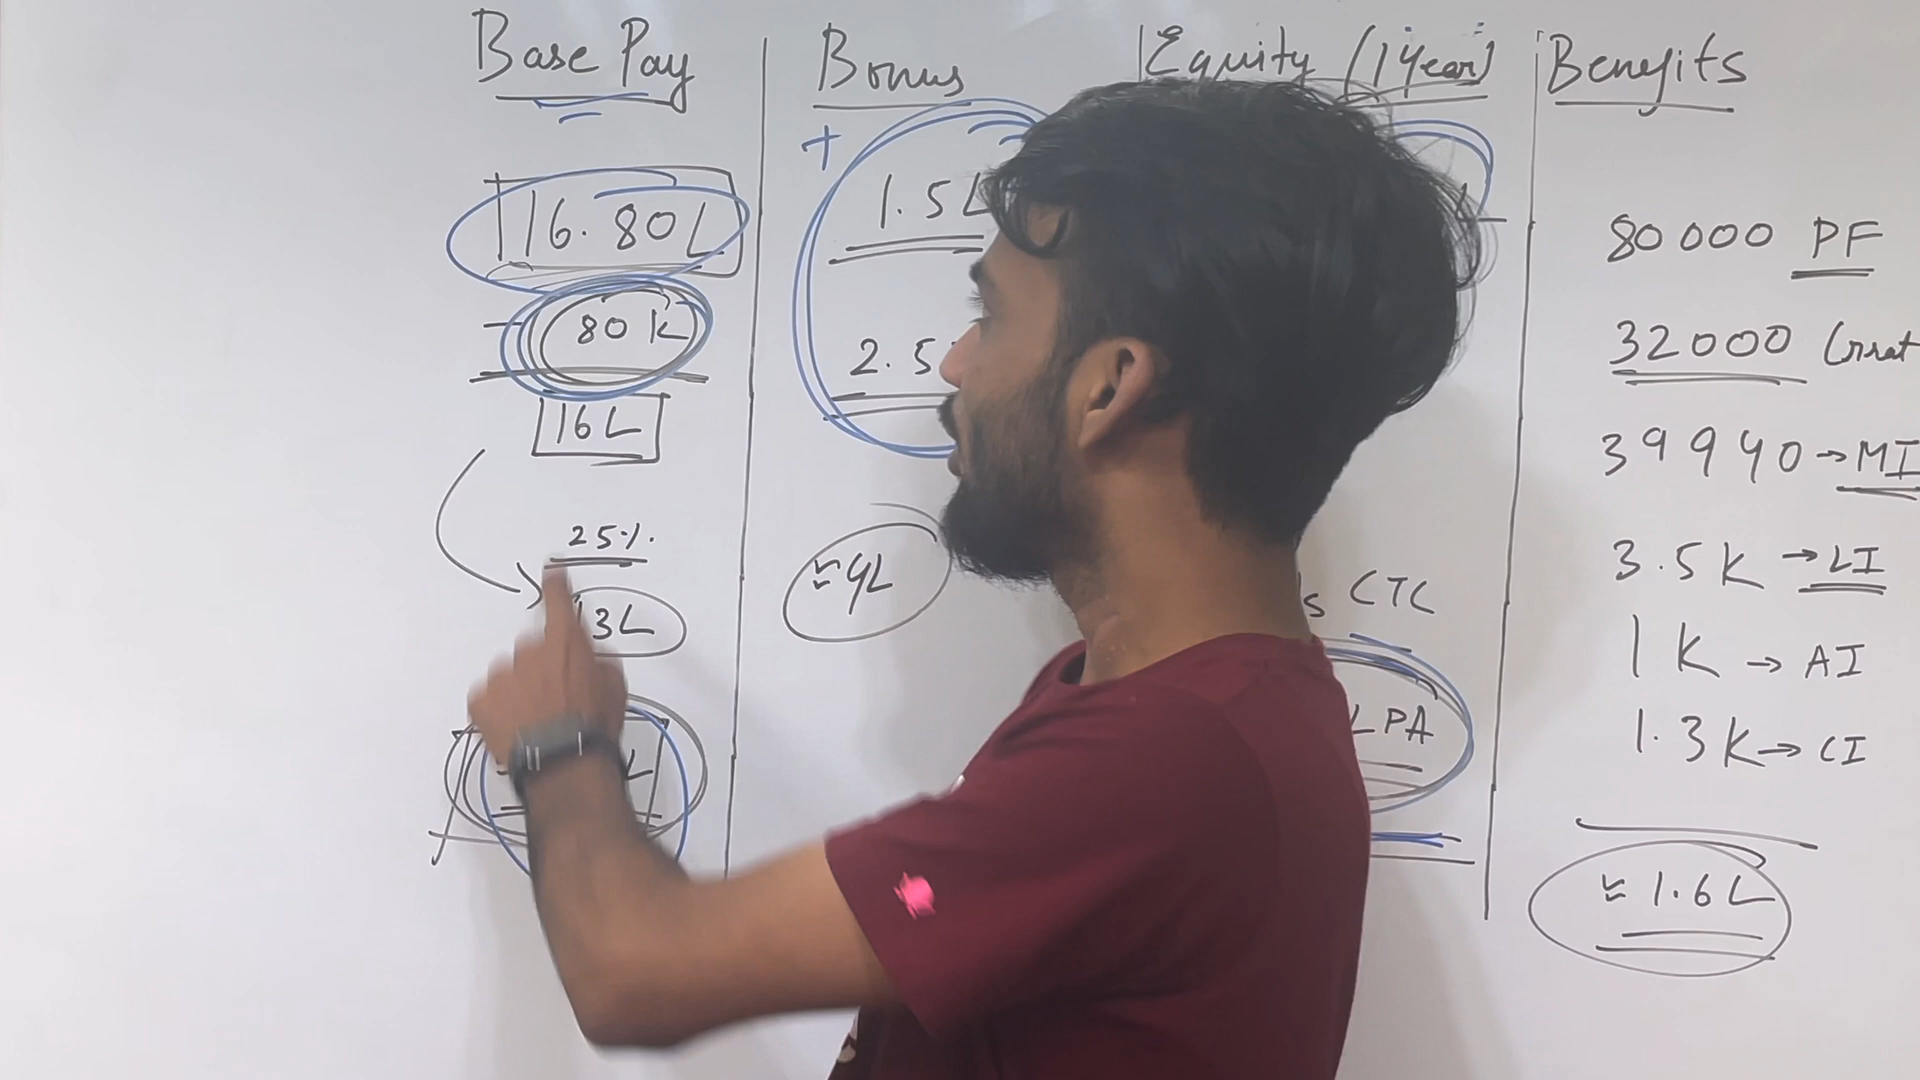 Base Pay
16.80L
- 80K
16L
25%.
3L
L
Bonus
+
1.5L
2.5
≈ 4L
Equity (1 Year)
CTC
LPA
Benefits
80000 PF
32000 Grat
39940 → MI
3.5K → LI
1K → AI
1.3K → CI
≈ 1.6L